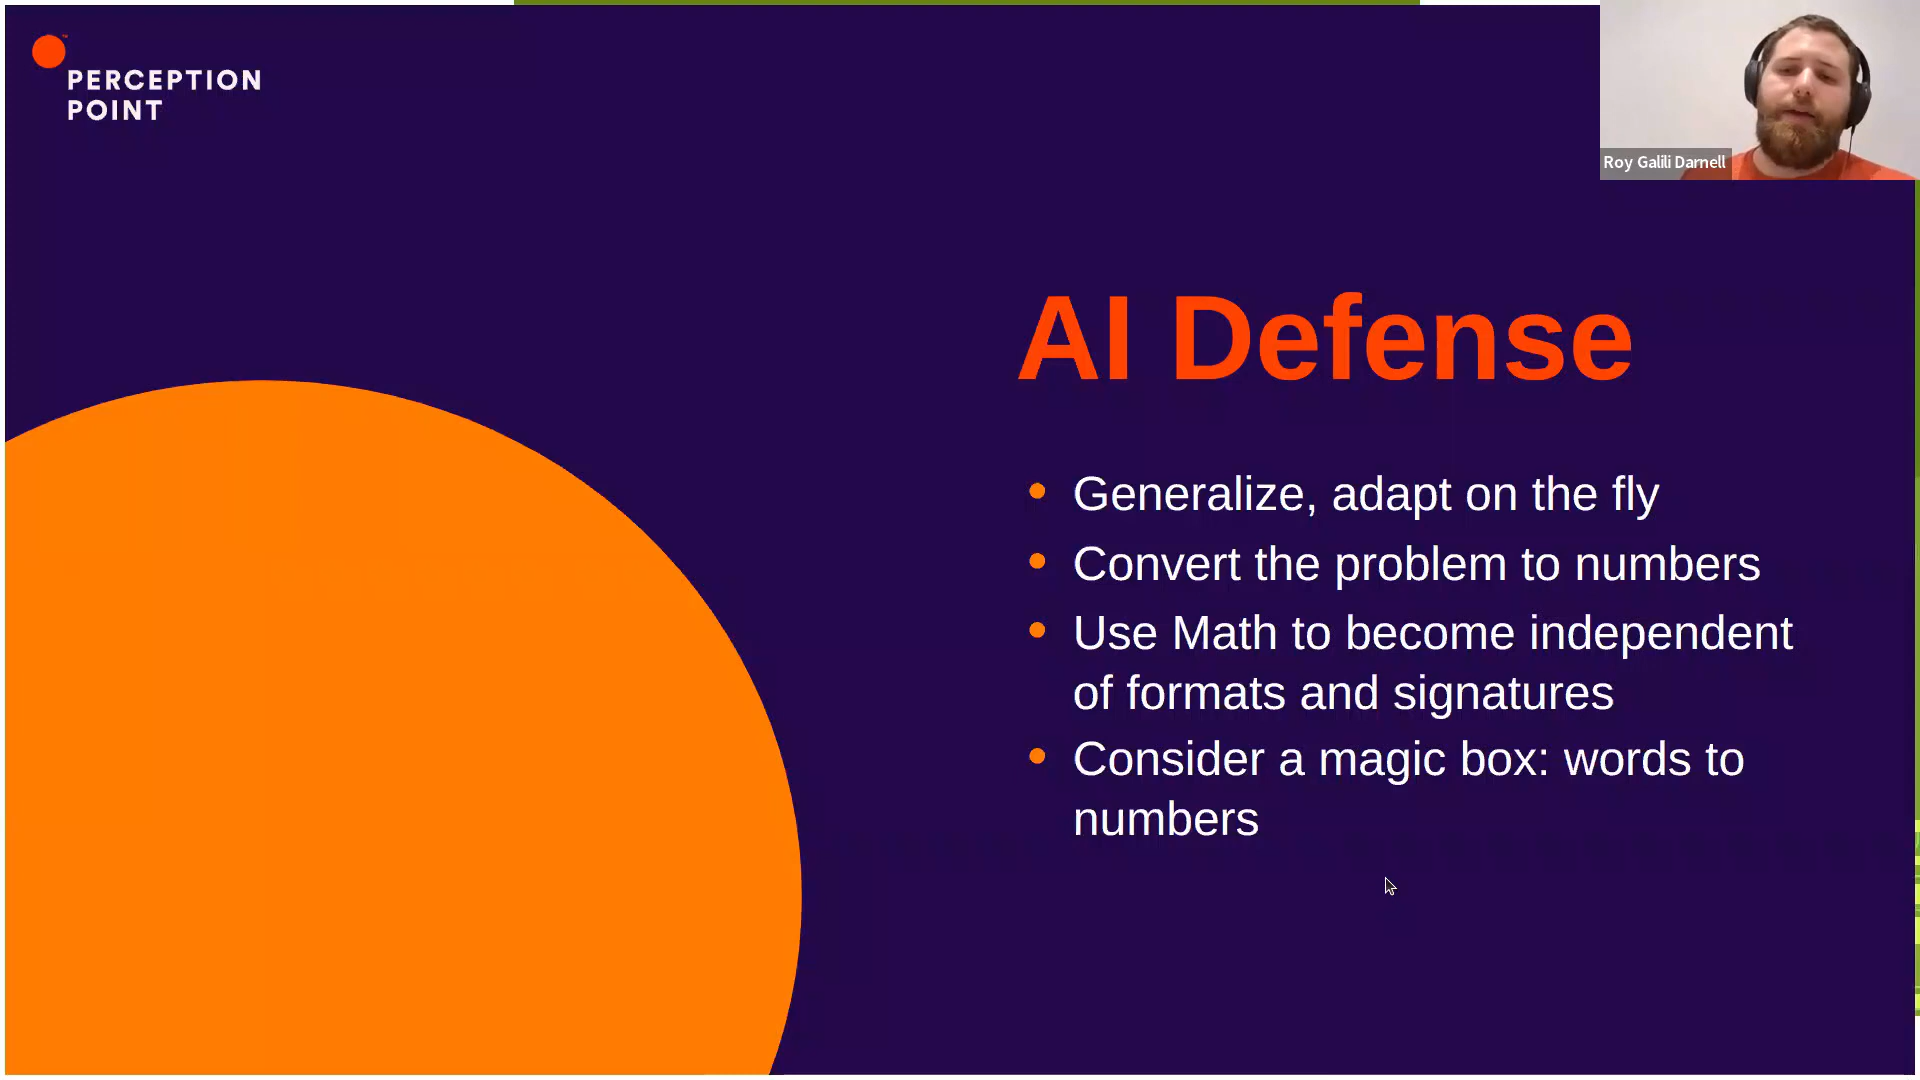 PERCEPTION
POINT
Roy Galili Darnell
AI Defense
• Generalize, adapt on the fly
• Convert the problem to numbers
• Use Math to become independent
of formats and signatures
• Consider a magic box: words to
numbers